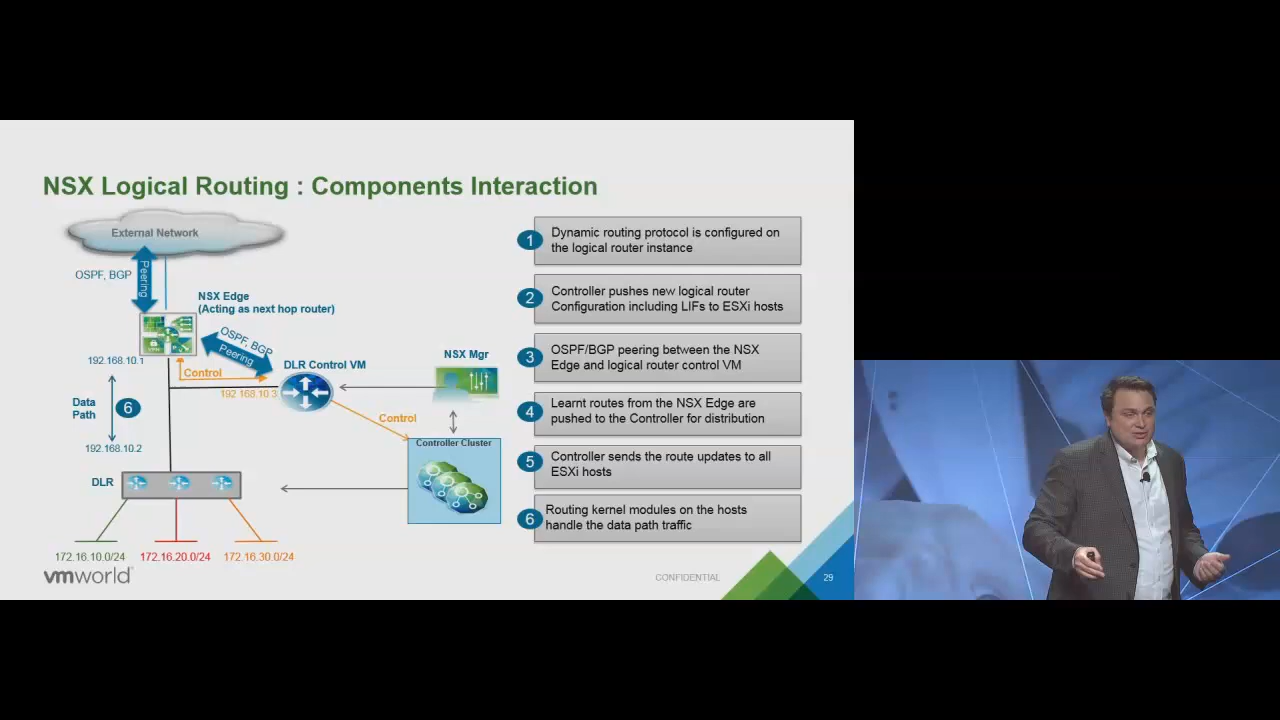 NSX Logical Routing : Components Interaction
External Network
OSPF, BGP
Peering
NSX Edge
(Acting as next hop router)
OSPF, BGP
Peering
192.168.10.1
Control
DLR Control VM
192.168.10.3
NSX Mgr
Data
Path
6
Control
192.168.10.2
Controller Cluster
DLR
172.16.10.0/24
172.16.20.0/24
172.16.30.0/24
1
Dynamic routing protocol is configured on
the logical router instance
2
Controller pushes new logical router
Configuration including LIFs to ESXi hosts
3
OSPF/BGP peering between the NSX
Edge and logical router control VM
4
Learnt routes from the NSX Edge are
pushed to the Controller for distribution
5
Controller sends the route updates to all
ESXi hosts
6
Routing kernel modules on the hosts
handle the data path traffic
vmworld
CONFIDENTIAL
29